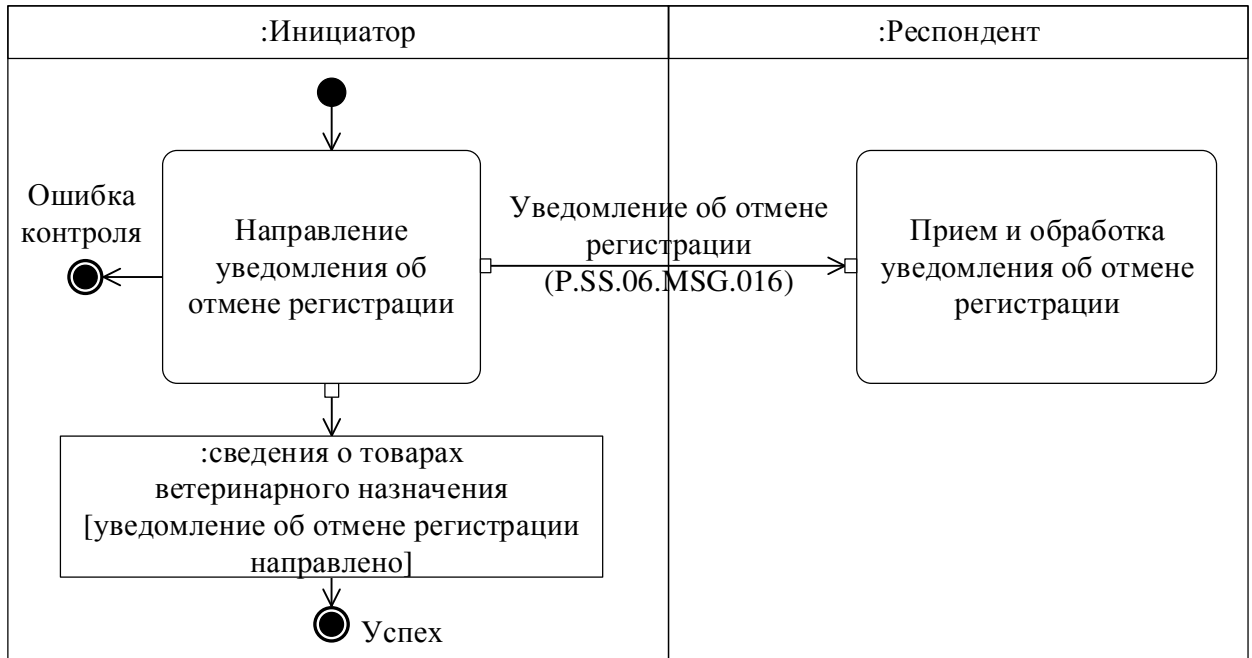 :Инициатор
:Респондент
Ошибка
контроля
Направление
уведомления об
отмене регистрации
Уведомление об отмене
регистрации
(P.SS.06.MSG.016)
Прием и обработка
уведомления об отмене
регистрации
:сведения о товарах
ветеринарного назначения
[уведомление об отмене регистрации
направлено]
Успех